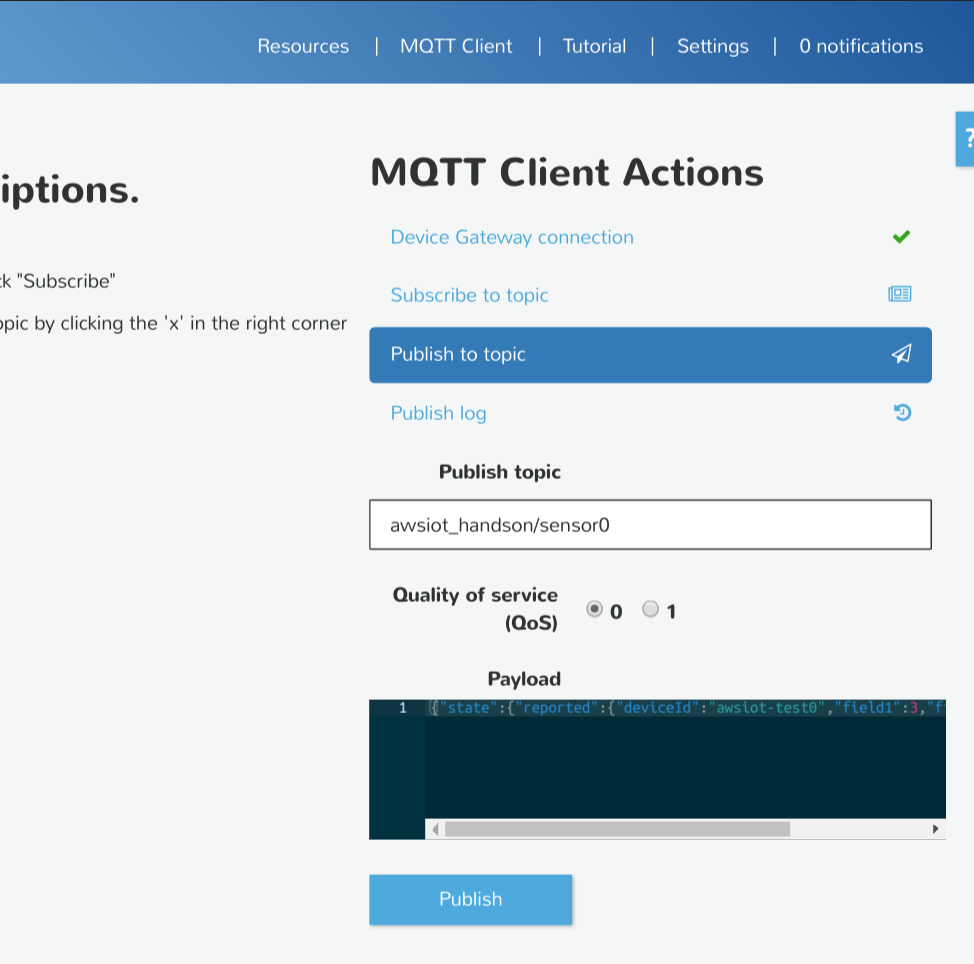 Resources | MQTT Client | Tutorial | Settings | 0 notifications
?
iptions.
ck "Subscribe"
opic by clicking the 'x' in the right corner
MQTT Client Actions
Device Gateway connection
Subscribe to topic
Publish to topic
Publish log
Publish topic
awsiot_handson/sensor0
Quality of service
(QoS)
0 1
Payload
1 {"state":{"reported":{"deviceId":"awsiot-test0","field1":3,"f
Publish